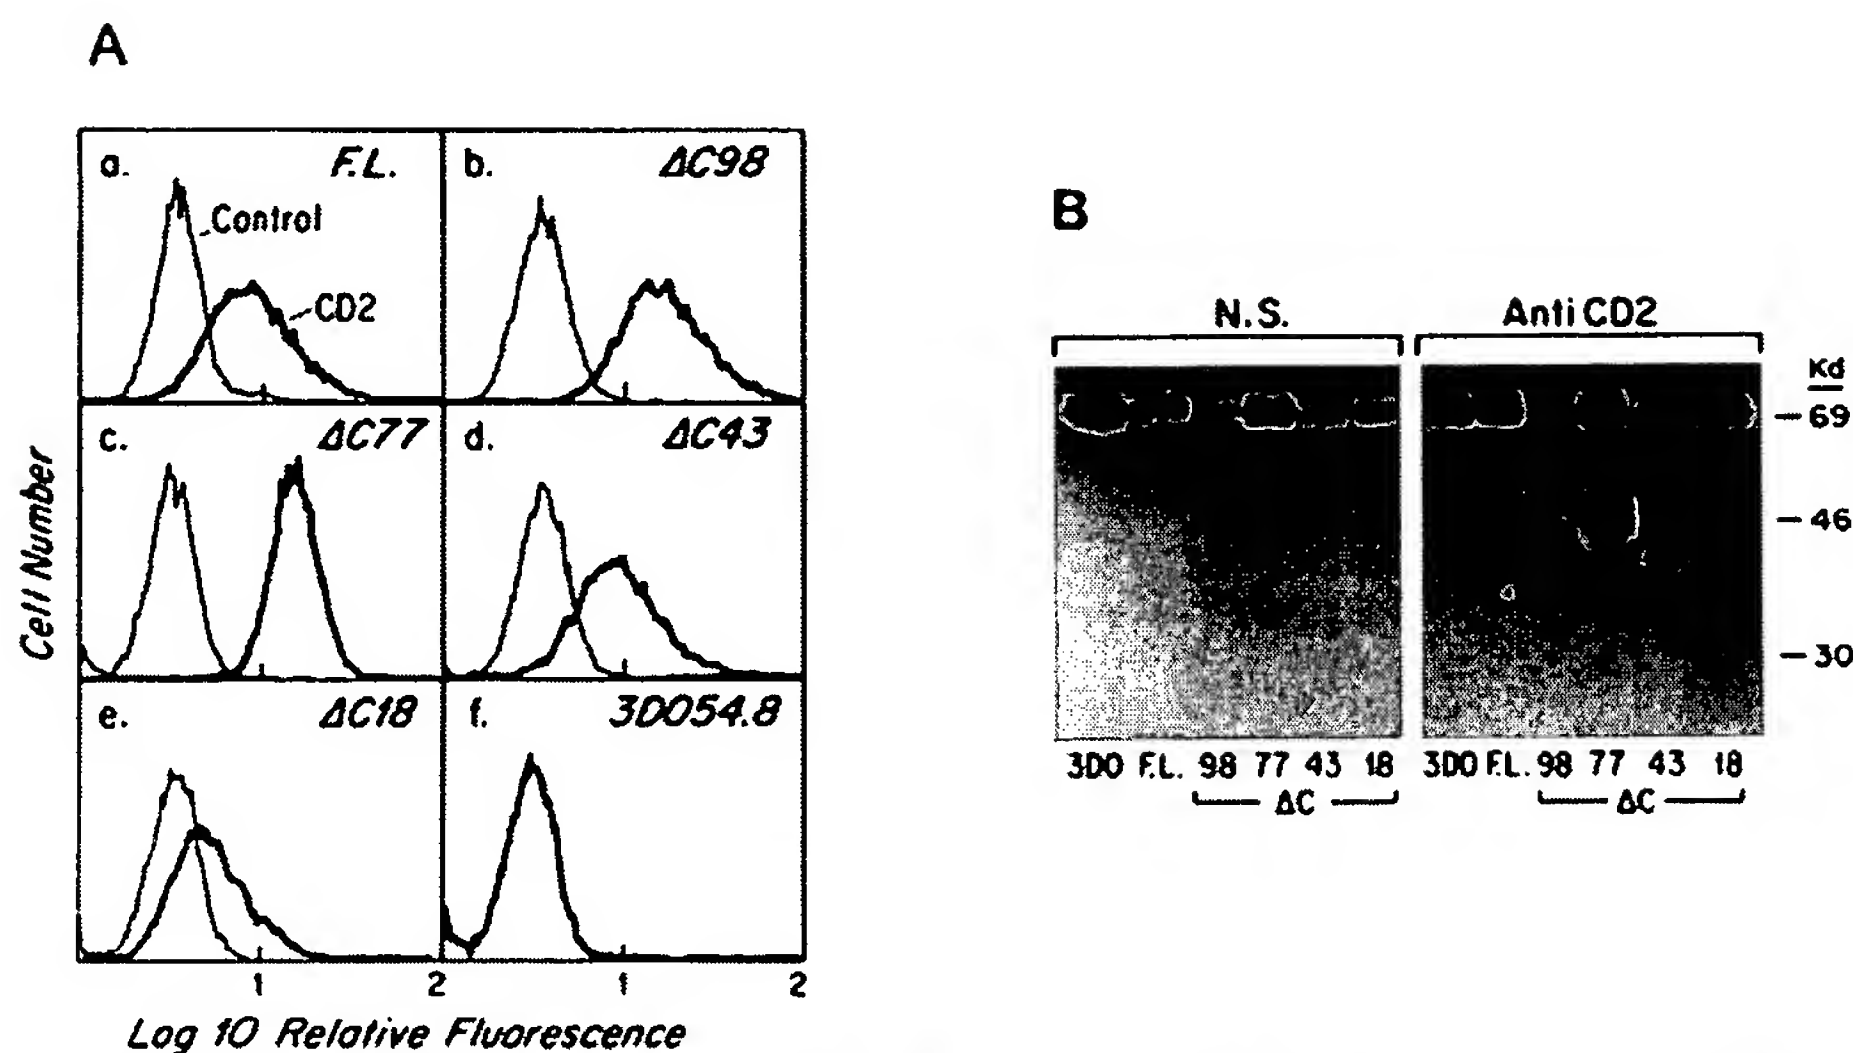 A
a. F.L.
Control
CD2
b. ΔC98
c. ΔC77
d. ΔC43
e. ΔC18
f. 3DO54.8
Cell Number
1 2 1 2
Log 10 Relative Fluorescence
B
N.S. Anti CD2
Kd
69
46
30
3DO F.L. 98 77 43 18 3DO F.L. 98 77 43 18
ΔC ΔC